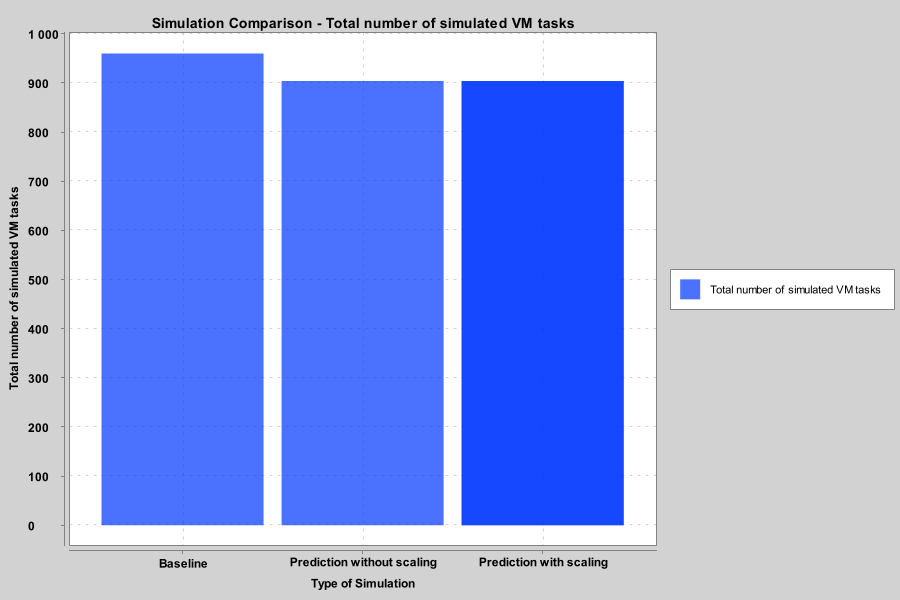 Simulation Comparison - Total number of simulated VM tasks
Total number of simulated VM tasks
1 000
900
800
700
600
500
400
300
200
100
0
Baseline
Prediction without scaling
Prediction with scaling
Type of Simulation
Total number of simulated VM tasks